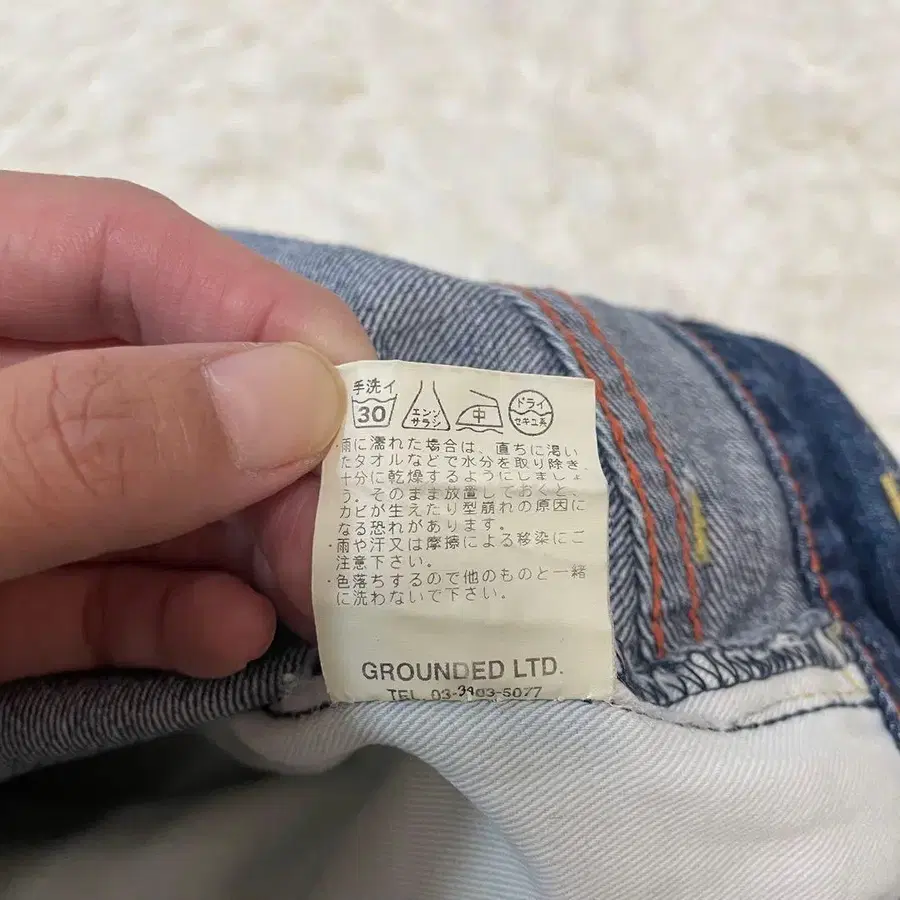 手洗イ
30 エンソ サラシ 中 ドライ セキユ系
・雨に濡れた場合は、直ちに渇い
たタオルなどで水分を取り除き、
十分に乾燥するようにしましょ
う。そのまま放置しておくと、
カビが生えたり型崩れの原因に
なる恐れがあります。
・雨や汗又は摩擦による移染にご
注意下さい。
・色落ちするので他のものと一緒
に洗わないで下さい。
GROUNDED LTD.
TEL. 03-3403-5077